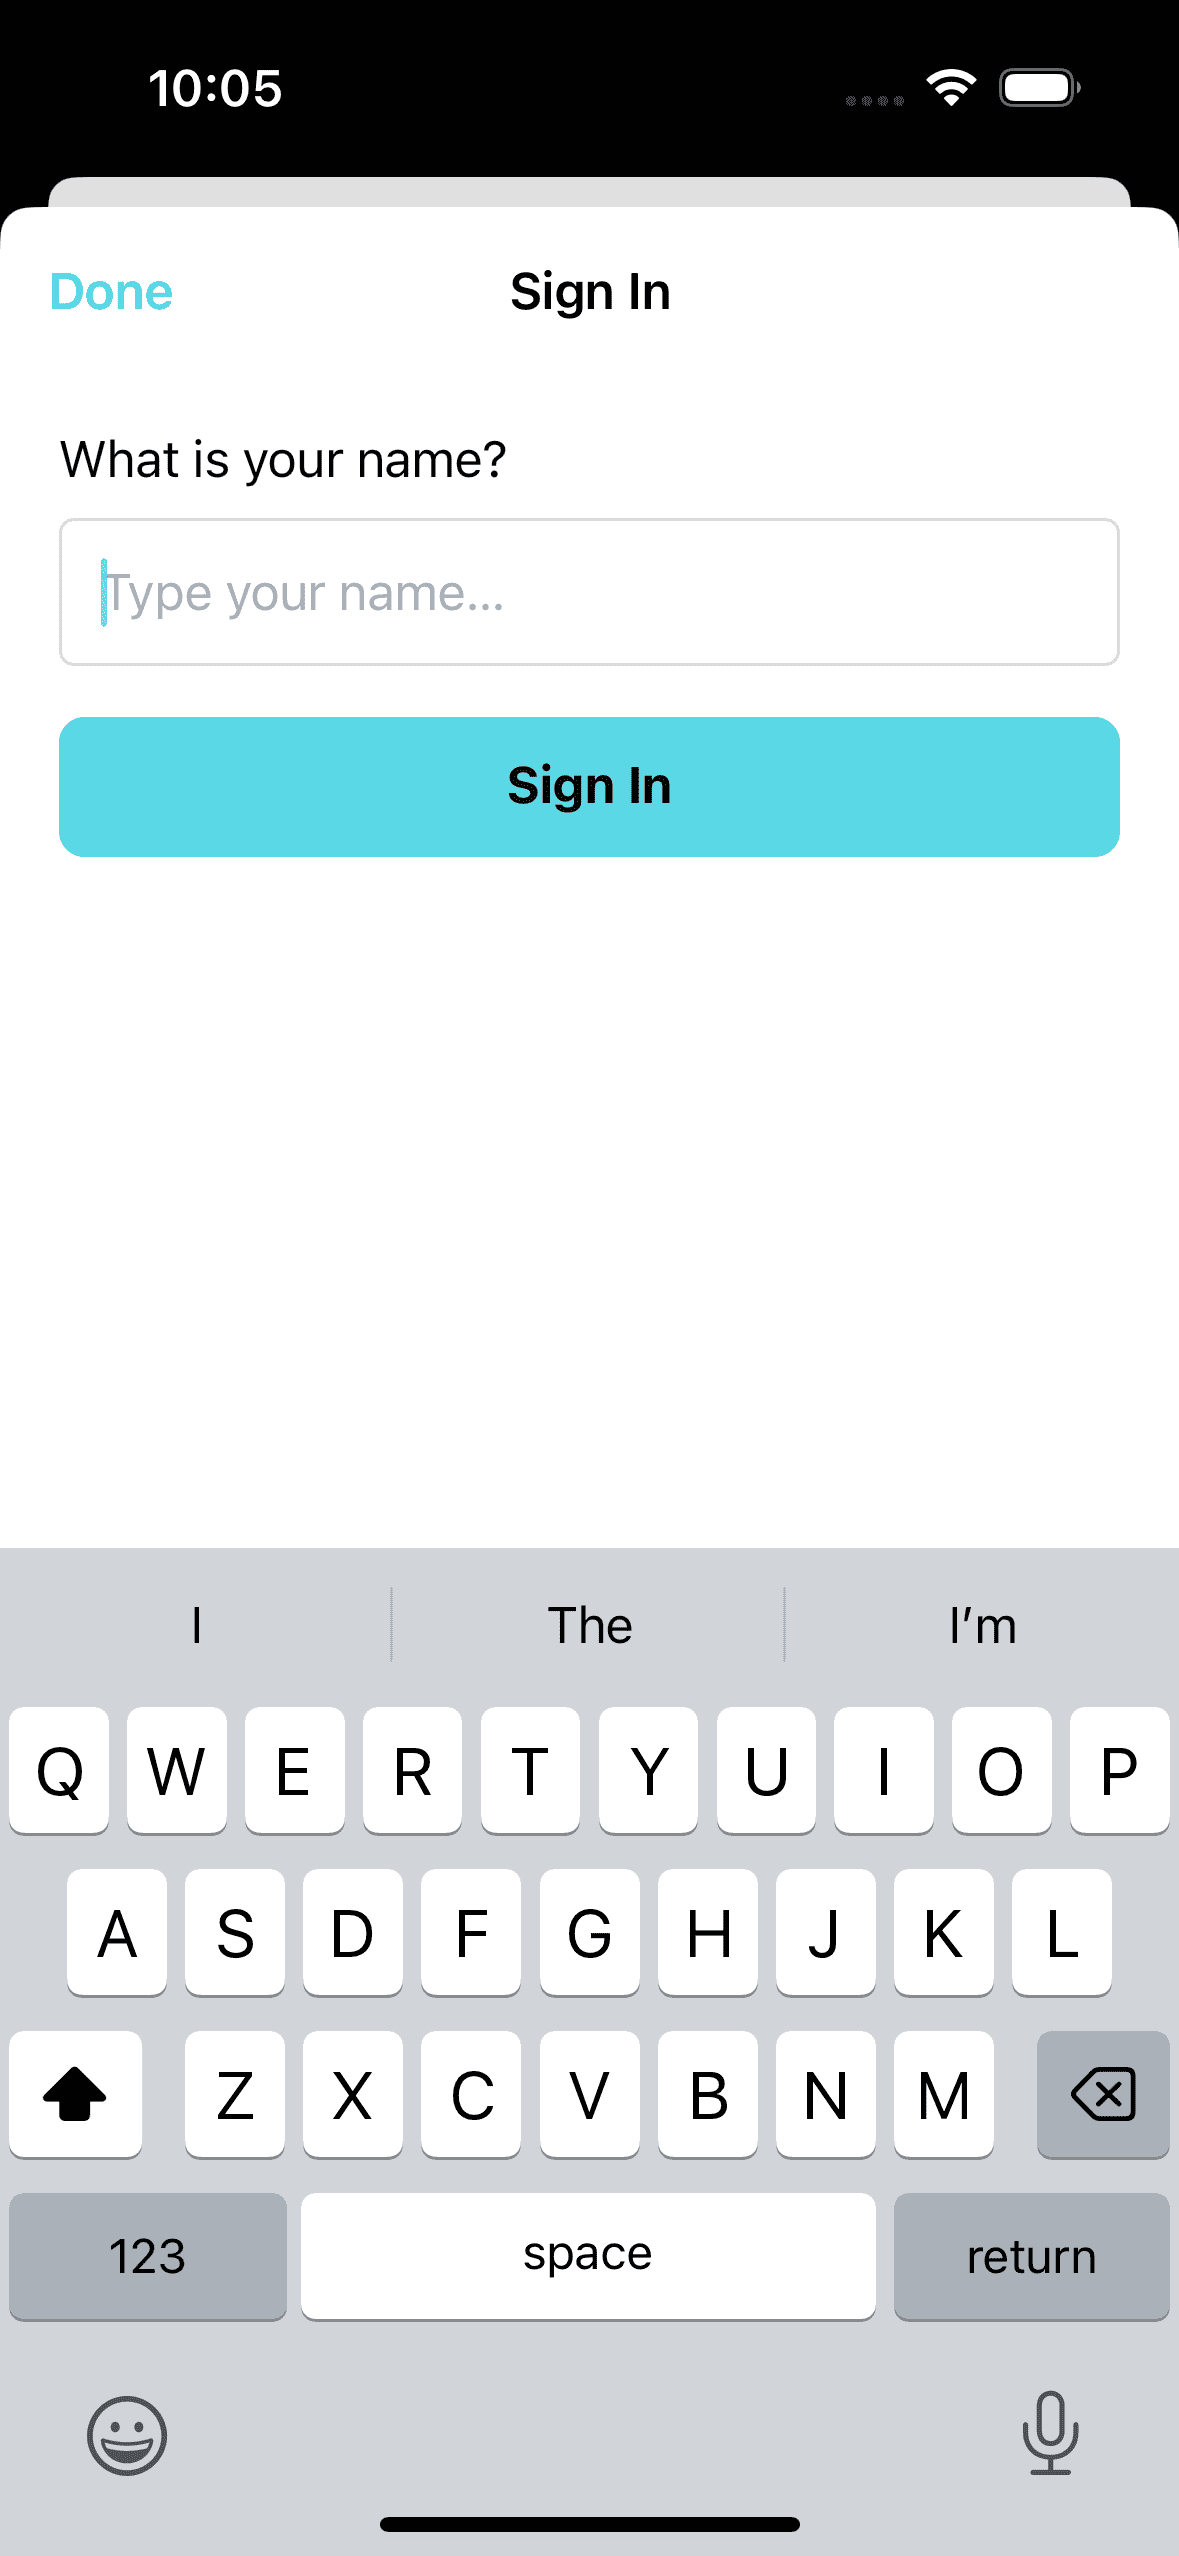 10:05
Done Sign In
What is your name?
Type your name...
Sign In
I The I’m
Q W E R T Y U I O P
A S D F G H J K L
Z X C V B N M
123 space return